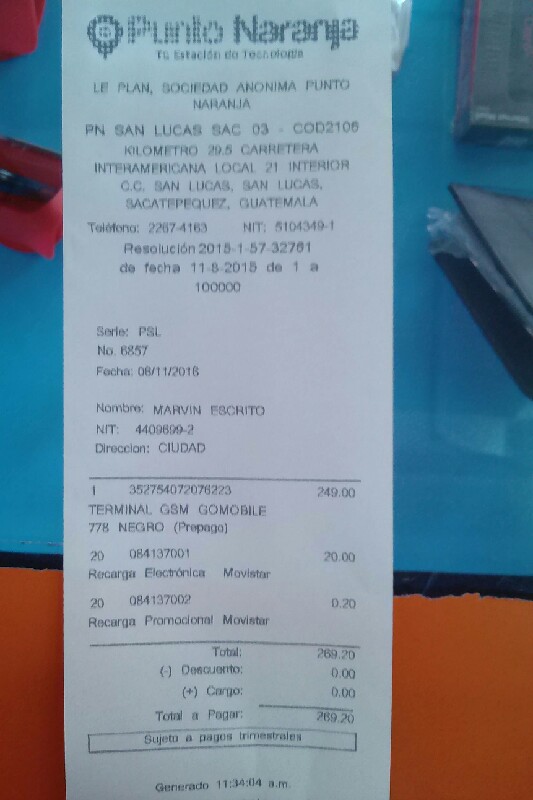 Punto Naranja
Tu Estación de Tecnología
LE PLAN, SOCIEDAD ANONIMA PUNTO
NARANJA
PN SAN LUCAS SAC 03 - COD2106
KILOMETRO 29.5 CARRETERA
INTERAMERICANA LOCAL 21 INTERIOR
C.C. SAN LUCAS, SAN LUCAS,
SACATEPEQUEZ, GUATEMALA
Teléfono: 2267-4163 NIT: 5104349-1
Resolución 2015-1-57-32761
de fecha 11-8-2015 de 1 a
100000
Serie: PSL
No. 6857
Fecha: 06/11/2016
Nombre: MARVIN ESCRITO
NIT: 4409699-2
Direccion: CIUDAD
1 352754072076223 249.00
TERMINAL GSM GOMOBILE
778 NEGRO (Prepago)
20 084137001 20.00
Recarga Electrónica Movistar
20 084137002 0.20
Recarga Promocional Movistar
Total: 269.20
(-) Descuento: 0.00
(+) Cargo: 0.00
Total a Pagar: 269.20
Sujeto a pagos trimestrales
Generado 11:34:04 a.m.